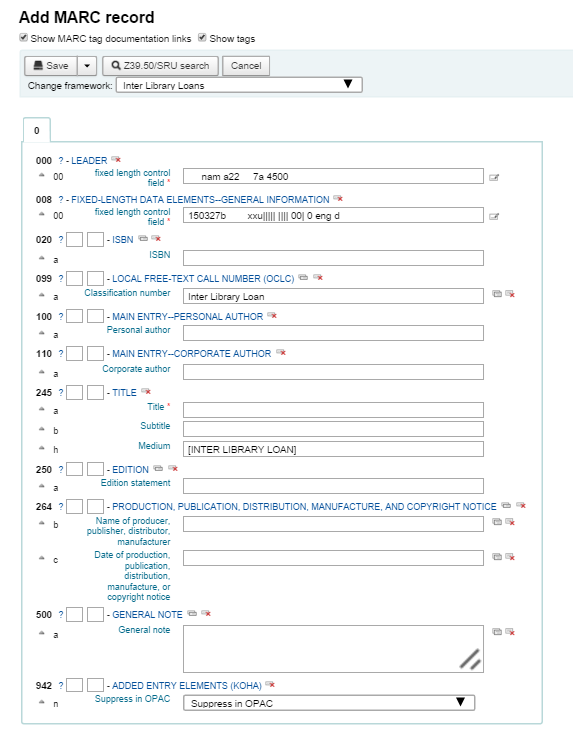 Add MARC record
Show MARC tag documentation links Show tags
Save Z39.50/SRU search Cancel
Change framework: Inter Library Loans
0
000 ? - LEADER
00 fixed length control field * nam a22 7a 4500
008 ? - FIXED-LENGTH DATA ELEMENTS--GENERAL INFORMATION
00 fixed length control field * 150327b xxu||||| |||| 00| 0 eng d
020 ? - ISBN
a ISBN
099 ? - LOCAL FREE-TEXT CALL NUMBER (OCLC)
a Classification number Inter Library Loan
100 ? - MAIN ENTRY--PERSONAL AUTHOR
a Personal author
110 ? - MAIN ENTRY--CORPORATE AUTHOR
a Corporate author
245 ? - TITLE
a Title *
b Subtitle
h Medium [INTER LIBRARY LOAN]
250 ? - EDITION
a Edition statement
264 ? - PRODUCTION, PUBLICATION, DISTRIBUTION, MANUFACTURE, AND COPYRIGHT NOTICE
b Name of producer,
publisher, distributor,
manufacturer
c Date of production,
publication,
distribution,
manufacture, or
copyright notice
500 ? - GENERAL NOTE
a General note
942 ? - ADDED ENTRY ELEMENTS (KOHA)
n Suppress in OPAC Suppress in OPAC